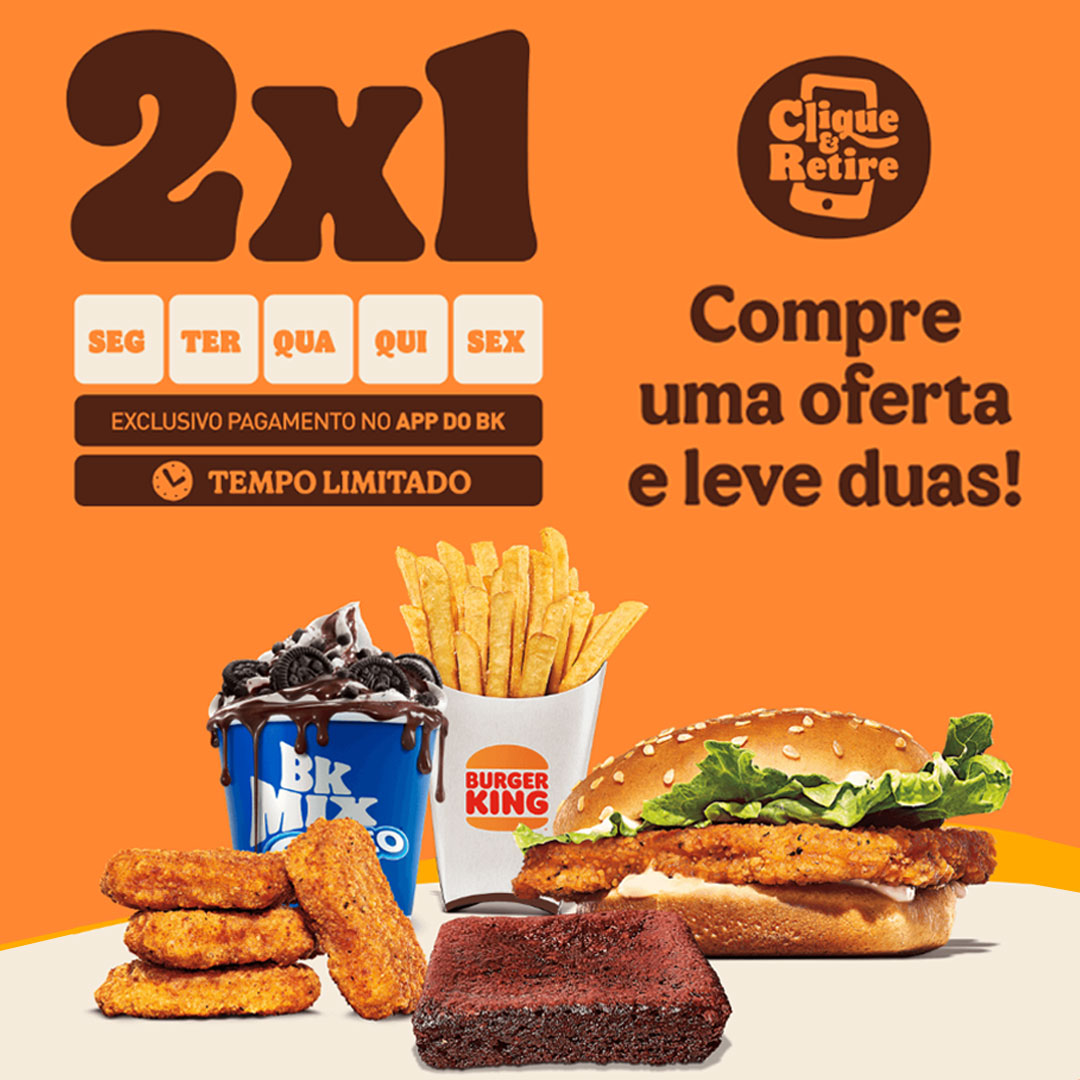 2x1
SEG TER QUA QUI SEX
EXCLUSIVO PAGAMENTO NO APP DO BK
TEMPO LIMITADO
Clique
&
Retire
Compre
uma oferta
e leve duas!
BK
MIX
BURGER
KING